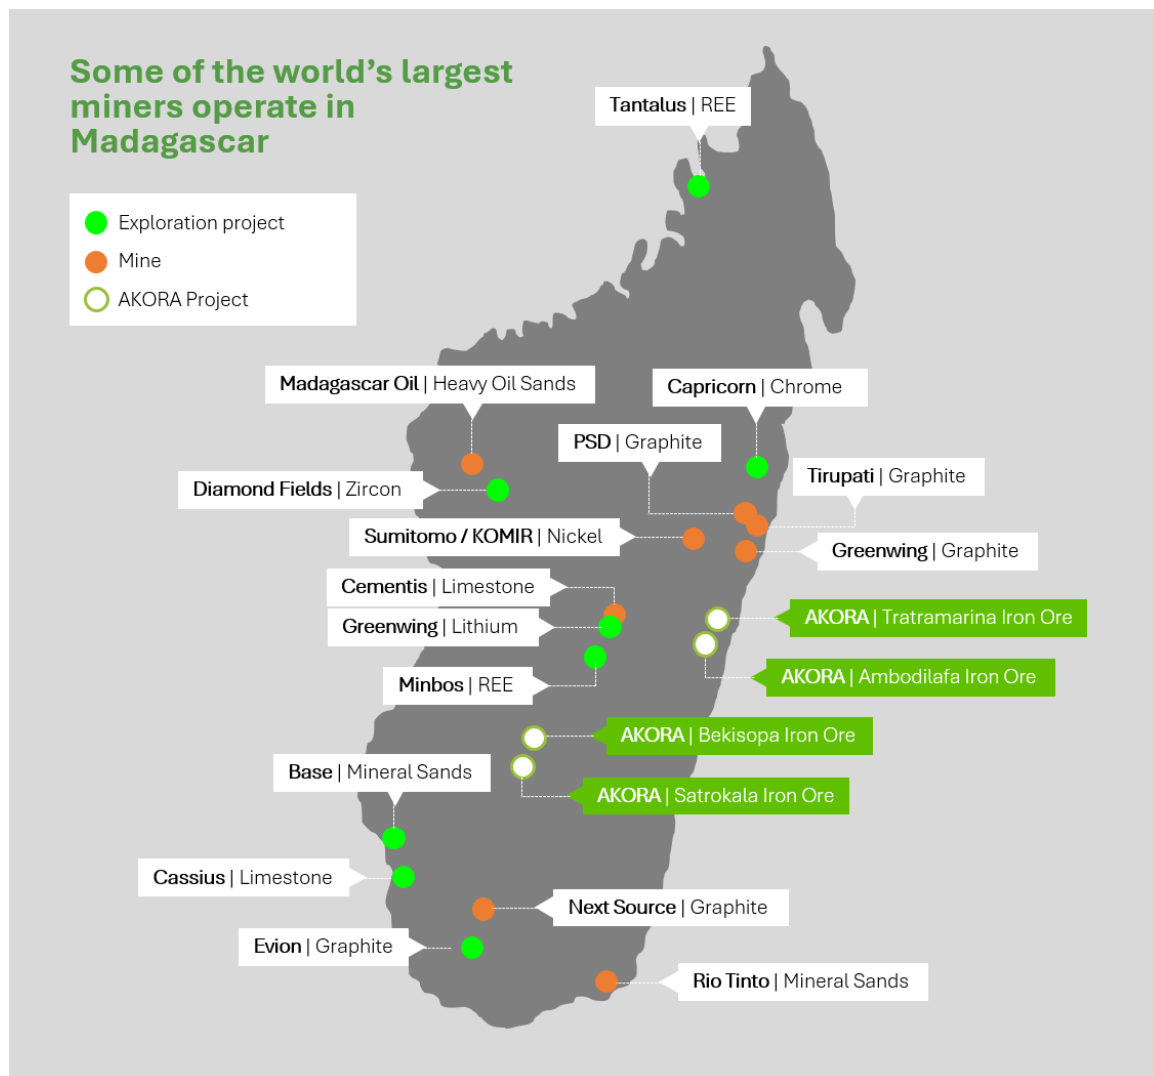 Some of the world's largest
miners operate in
Madagascar
Exploration project
Mine
AKORA Project
Tantalus | REE
Madagascar Oil | Heavy Oil Sands
Capricorn | Chrome
PSD | Graphite
Tirupati | Graphite
Diamond Fields | Zircon
Sumitomo / KOMIR | Nickel
Greenwing | Graphite
Cementis | Limestone
AKORA | Tratramarina Iron Ore
Greenwing | Lithium
AKORA | Ambodilafa Iron Ore
Minbos | REE
AKORA | Bekisopa Iron Ore
Base | Mineral Sands
AKORA | Satrokala Iron Ore
Cassius | Limestone
Next Source | Graphite
Evion | Graphite
Rio Tinto | Mineral Sands